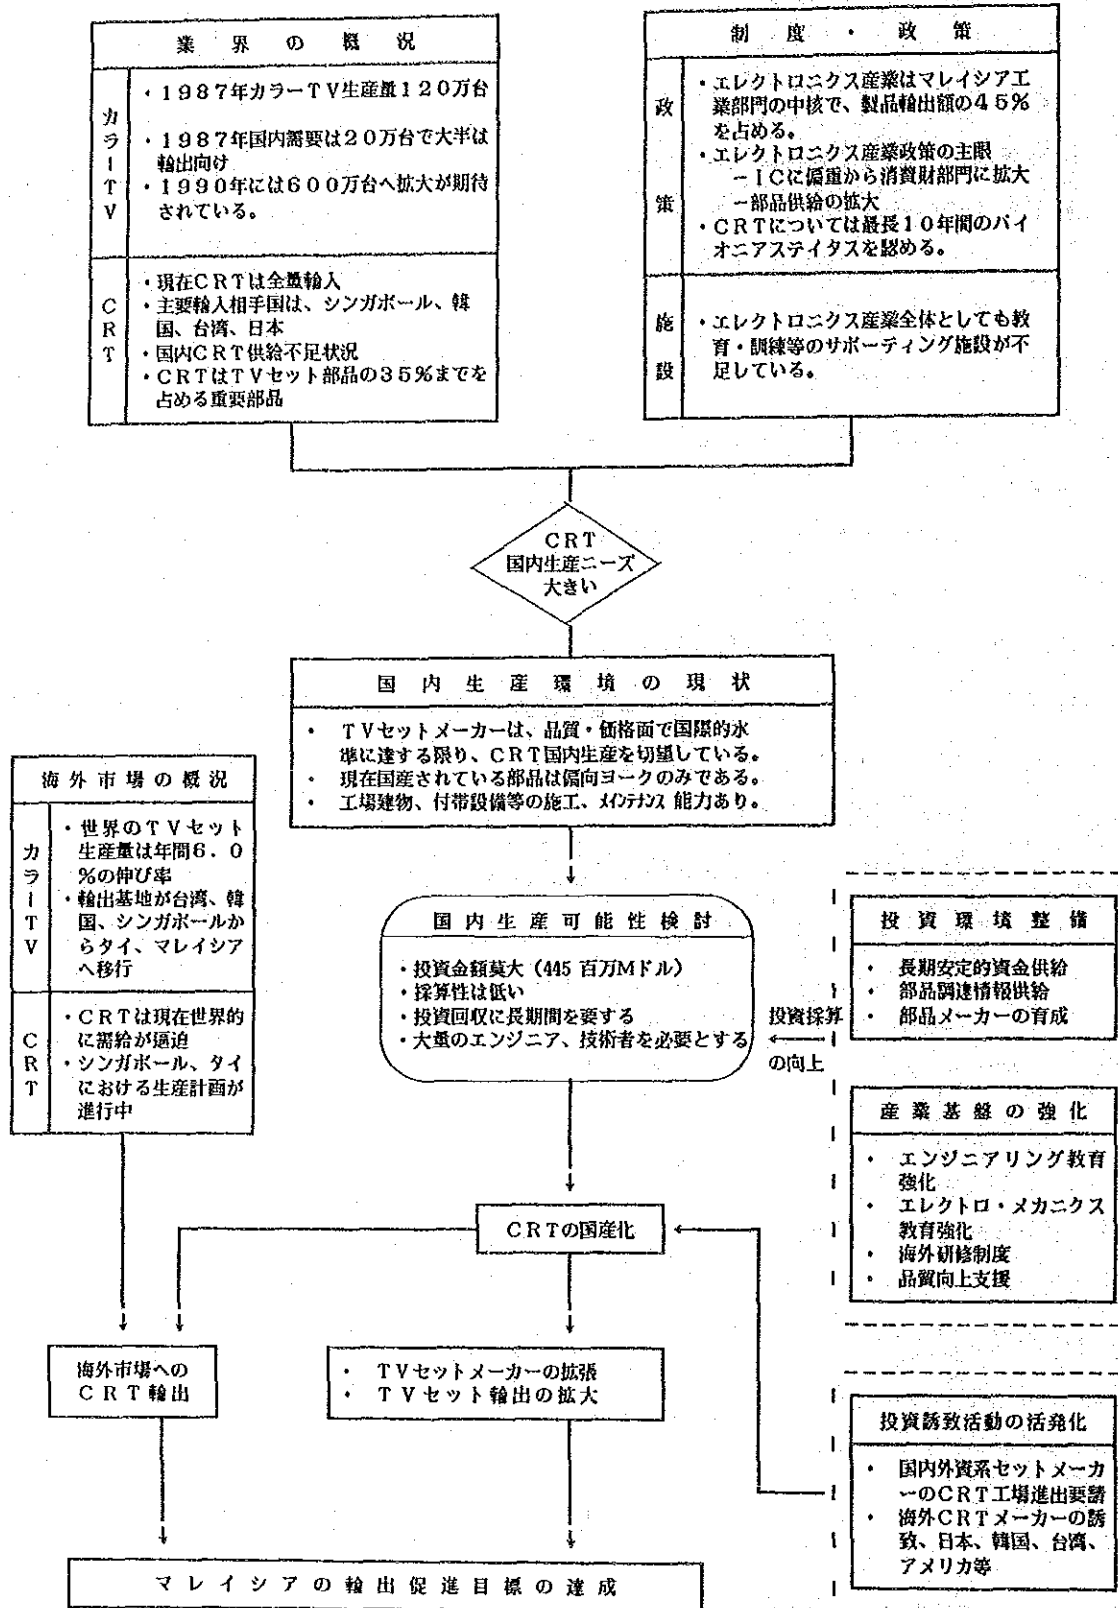 業界の概況
カラーTV
・1987年カラーTV生産量120万台
・1987年国内需要は20万台で大半は
輸出向け
・1990年には600万台へ拡大が期待
されている。
CRT
・現在CRTは全量輸入
・主要輸入相手国は、シンガポール、韓
国、台湾、日本
・国内CRT供給不足状況
・CRTはTVセット部品の35%までを
占める重要部品
制度・政策
政策
・エレクトロニクス産業はマレイシア工
業部門の中核で、製品輸出額の45%
を占める。
・エレクトロニクス産業政策の主眼
－ICに偏重から消費財部門に拡大
－部品供給の拡大
・CRTについては最長10年間のパイ
オニアステイタスを認める。
施設
・エレクトロニクス産業全体としても教
育・訓練等のサポーティング施設が不
足している。
CRT
国内生産ニーズ
大きい
国内生産環境の現状
・TVセットメーカーは、品質・価格面で国際的水
準に達する限り、CRT国内生産を切望している。
・現在国産されている部品は偏向ヨークのみである。
・工場建物、付帯設備等の施工、メインテナンス能力あり。
海外市場の概況
カラーTV
・世界のTVセット
生産量は年間6.0
%の伸び率
・輸出基地が台湾、韓
国、シンガポールか
らタイ、マレイシア
へ移行
CRT
・CRTは現在世界的
に需給が逼迫
・シンガポール、タイ
における生産計画が
進行中
国内生産可能性検討
・投資金額莫大（445百万Mドル）
・採算性は低い
・投資回収に長期間を要する
・大量のエンジニア、技術者を必要とする
投資採算
の向上
投資環境整備
・長期安定的資金供給
・部品調達情報供給
・部品メーカーの育成
産業基盤の強化
・エンジニアリング教育
強化
・エレクトロ・メカニクス
教育強化
・海外研修制度
・品質向上支援
CRTの国産化
海外市場への
CRT輸出
・TVセットメーカーの拡張
・TVセット輸出の拡大
投資誘致活動の活発化
・国内外資系セットメーカ
ーのCRT工場進出要請
・海外CRTメーカーの誘
致、日本、韓国、台湾、
アメリカ等
マレイシアの輸出促進目標の達成